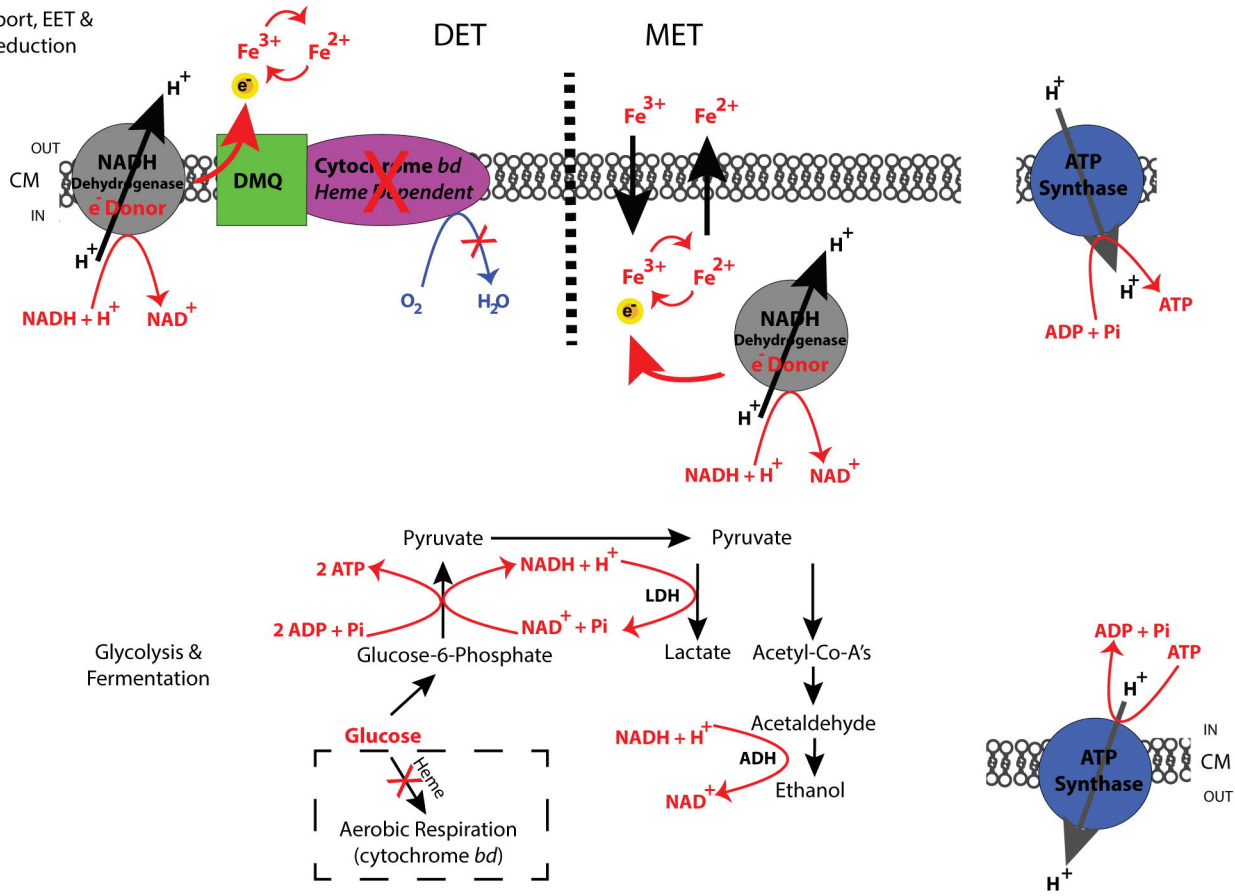 port, EET &
eduction
DET
MET
Fe3+ Fe2+
e-
H+
OUT
CM
IN
NADH
Dehydrogenase
e- Donor
H+
NADH + H+ NAD+
DMQ
Cytochrome bd
Heme Dependent
O2 H2O
Fe3+ Fe2+
Fe3+ Fe2+
e-
H+
NADH
Dehydrogenase
e- Donor
H+
NADH + H+ NAD+
H+
ATP
Synthase
H+
ATP
ADP + Pi
Glycolysis &
Fermentation
Pyruvate Pyruvate
2 ATP NADH + H+
LDH
2 ADP + Pi NAD+ + Pi
Glucose-6-Phosphate Lactate Acetyl-Co-A's
Glucose
Heme
Aerobic Respiration
(cytochrome bd)
Acetaldehyde
NADH + H+
ADH
NAD+
Ethanol
ADP + Pi
ATP
H+
IN
CM
OUT
ATP
Synthase
H+